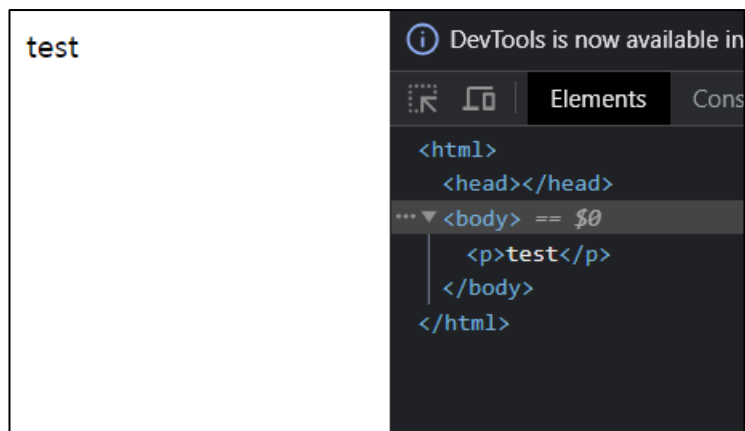 test
DevTools is now available in
Elements Cons
<html>
<head></head>
··· ▼ <body> == $0
<p>test</p>
</body>
</html>